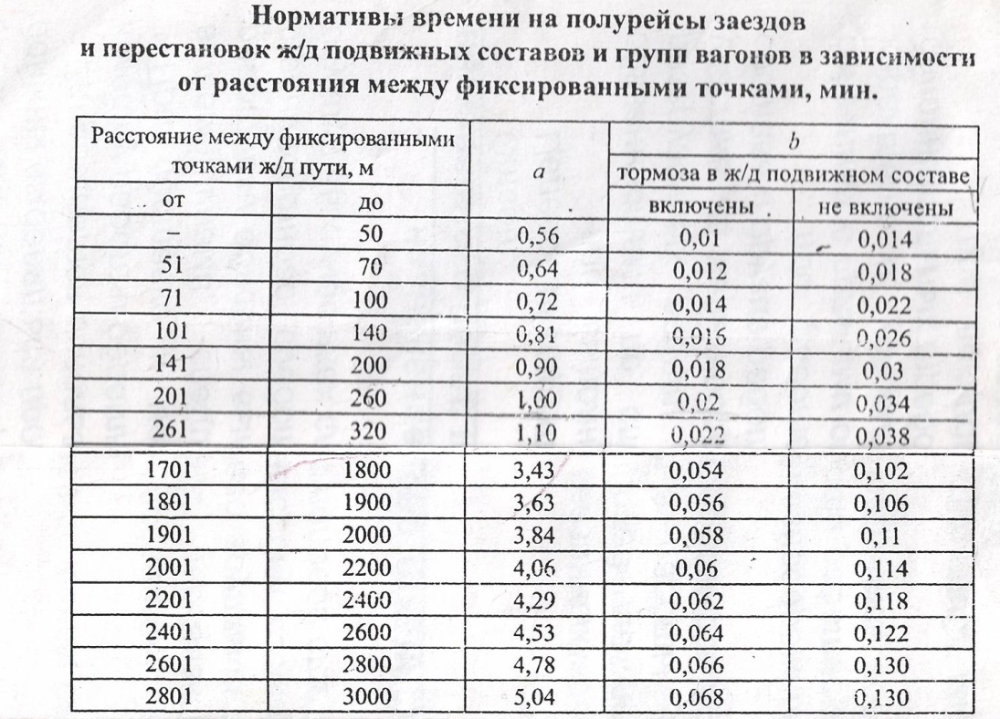 Нормативы времени на полурейсы заездов
и перестановок ж/д подвижных составов и групп вагонов в зависимости
от расстояния между фиксированными точками, мин.
Расстояние между фиксированными точками ж/д пути, м a b
тормоза в ж/д подвижном составе
от до включены не включены
– 50 0,56 0,01 0,014
51 70 0,64 0,012 0,018
71 100 0,72 0,014 0,022
101 140 0,81 0,016 0,026
141 200 0,90 0,018 0,03
201 260 1,00 0,02 0,034
261 320 1,10 0,022 0,038
1701 1800 3,43 0,054 0,102
1801 1900 3,63 0,056 0,106
1901 2000 3,84 0,058 0,11
2001 2200 4,06 0,06 0,114
2201 2400 4,29 0,062 0,118
2401 2600 4,53 0,064 0,122
2601 2800 4,78 0,066 0,130
2801 3000 5,04 0,068 0,130